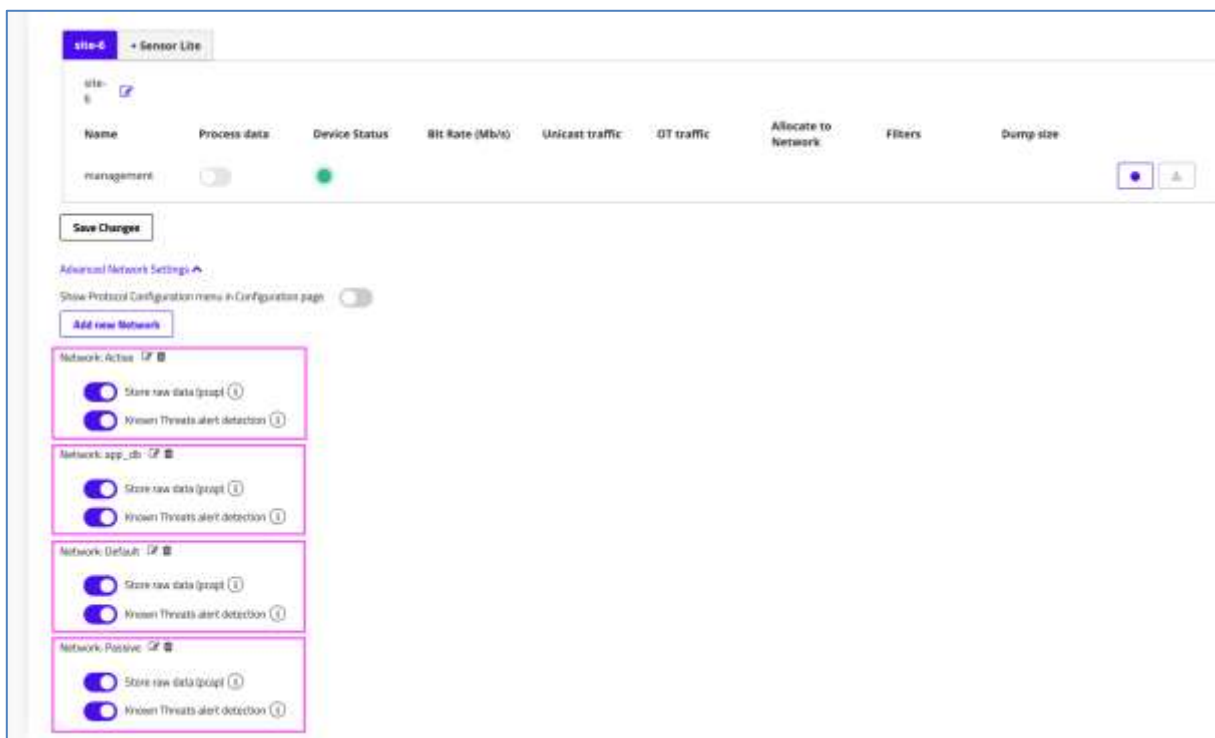 site-6 + Sensor Lite
site-
6
Name Process data Device Status Bit Rate (Mb/s) Unicast traffic OT traffic Allocate to Network Filters Dump size
management
Save Changes
Advanced Network Settings
Show Protocol Configuration menu in Configuration page
Add new Network
Network: Active
Store raw data (pcap) i
Known Threats alert detection i
Network: app_db
Store raw data (pcap) i
Known Threats alert detection i
Network: Default
Store raw data (pcap) i
Known Threats alert detection i
Network: Passive
Store raw data (pcap) i
Known Threats alert detection i